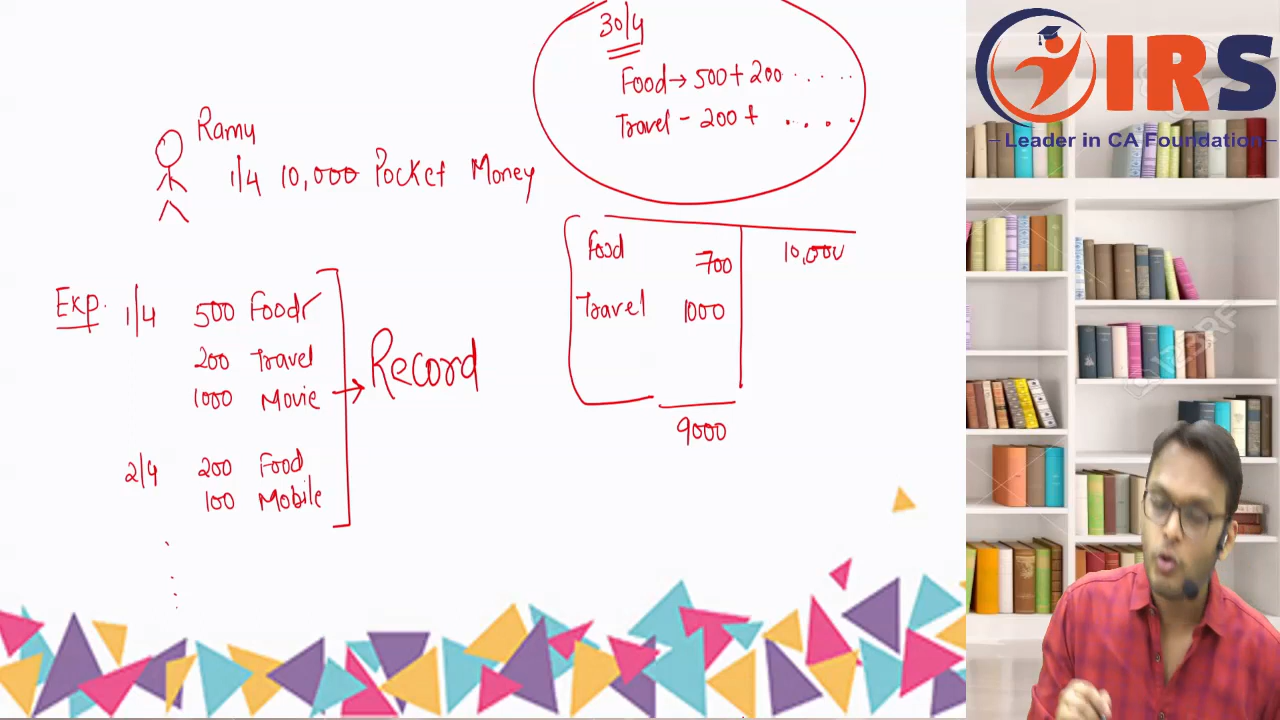 30/4
Food → 500 + 200 . . . . .
Travel - 200 + . . . .
Ramu
1/4 10,000 Pocket Money
Food 700 10,000
Travel 1000
9000
Exp. 1/4 500 Food ✓
200 Travel
1000 Movie
2/4 200 Food
100 Mobile
→ Record
IRS
-Leader in CA Foundation-